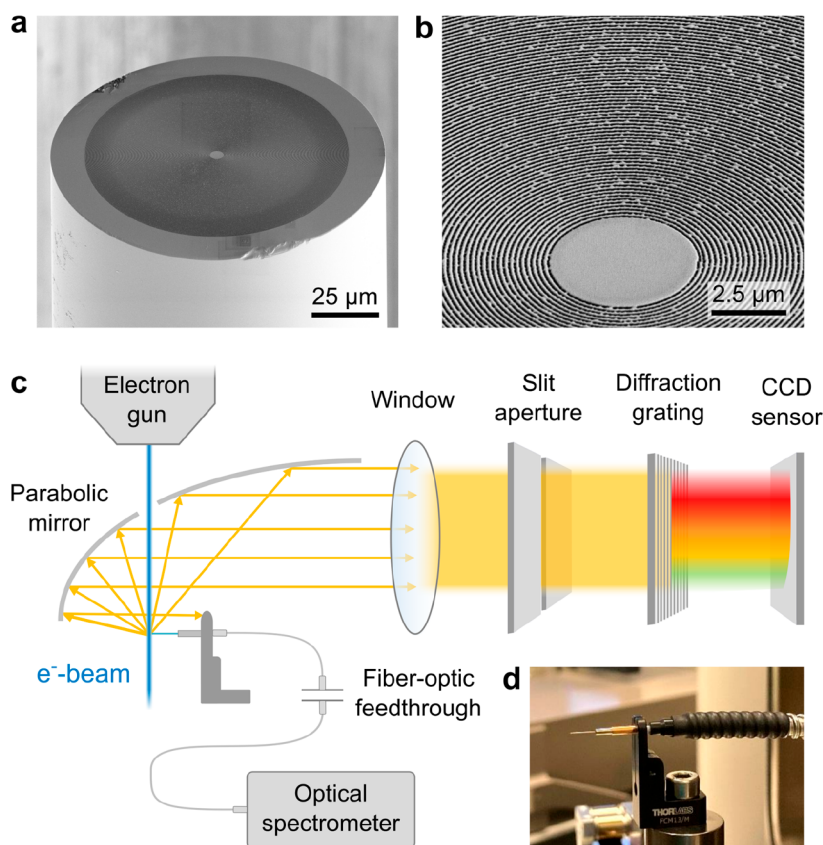 a
b
25 µm
2.5 µm
c
Electron
gun
Parabolic
mirror
Window
Slit
aperture
Diffraction
grating
CCD
sensor
e⁻-beam
Fiber-optic
feedthrough
Optical
spectrometer
d
FCM13/M